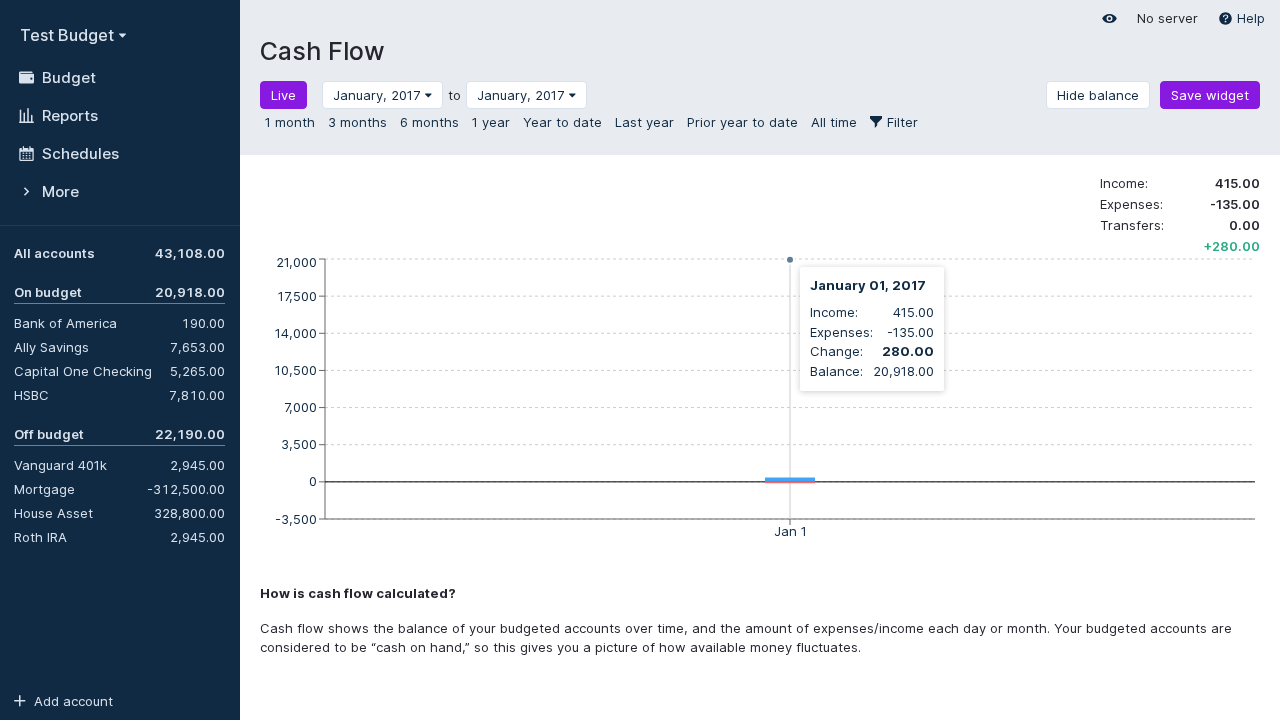 Test Budget
Budget
Reports
Schedules
More
All accounts 43,108.00
On budget 20,918.00
Bank of America 190.00
Ally Savings 7,653.00
Capital One Checking 5,265.00
HSBC 7,810.00
Off budget 22,190.00
Vanguard 401k 2,945.00
Mortgage -312,500.00
House Asset 328,800.00
Roth IRA 2,945.00
Add account
No server Help
Cash Flow
Live January, 2017 to January, 2017 Hide balance Save widget
1 month 3 months 6 months 1 year Year to date Last year Prior year to date All time Filter
Income: 415.00
Expenses: -135.00
Transfers: 0.00
+280.00
21,000
17,500
14,000
10,500
7,000
3,500
0
-3,500
Jan 1
January 01, 2017
Income: 415.00
Expenses: -135.00
Change: 280.00
Balance: 20,918.00
How is cash flow calculated?
Cash flow shows the balance of your budgeted accounts over time, and the amount of expenses/income each day or month. Your budgeted accounts are
considered to be “cash on hand,” so this gives you a picture of how available money fluctuates.